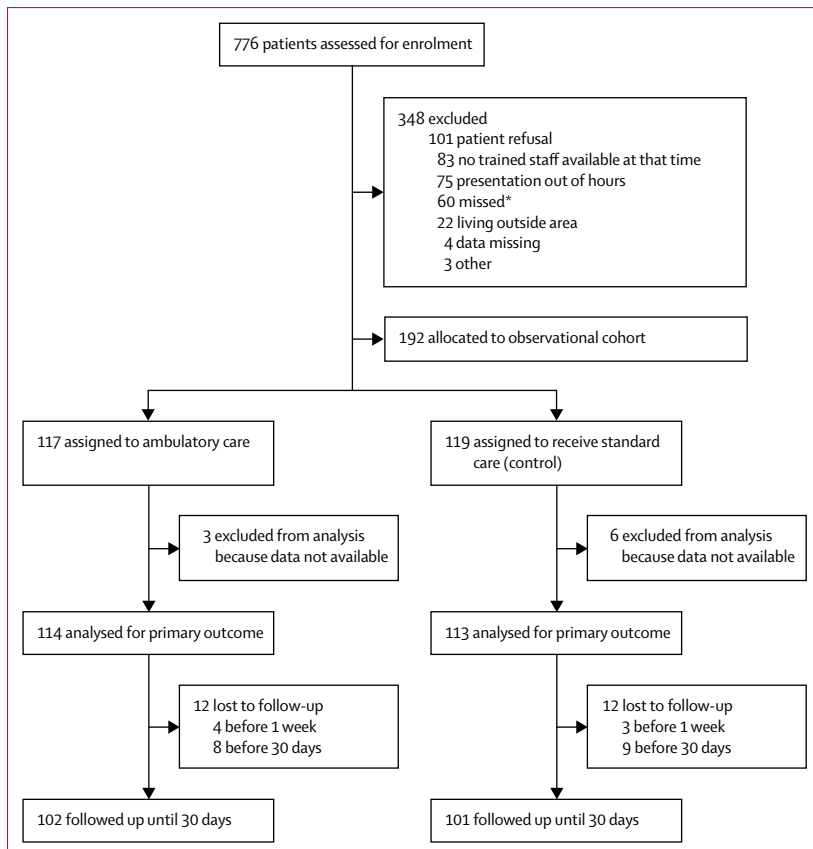 776 patients assessed for enrolment
348 excluded
101 patient refusal
83 no trained staff available at that time
75 presentation out of hours
60 missed*
22 living outside area
4 data missing
3 other
192 allocated to observational cohort
117 assigned to ambulatory care
119 assigned to receive standard
care (control)
3 excluded from analysis
because data not available
6 excluded from analysis
because data not available
114 analysed for primary outcome
113 analysed for primary outcome
12 lost to follow-up
4 before 1 week
8 before 30 days
12 lost to follow-up
3 before 1 week
9 before 30 days
102 followed up until 30 days
101 followed up until 30 days